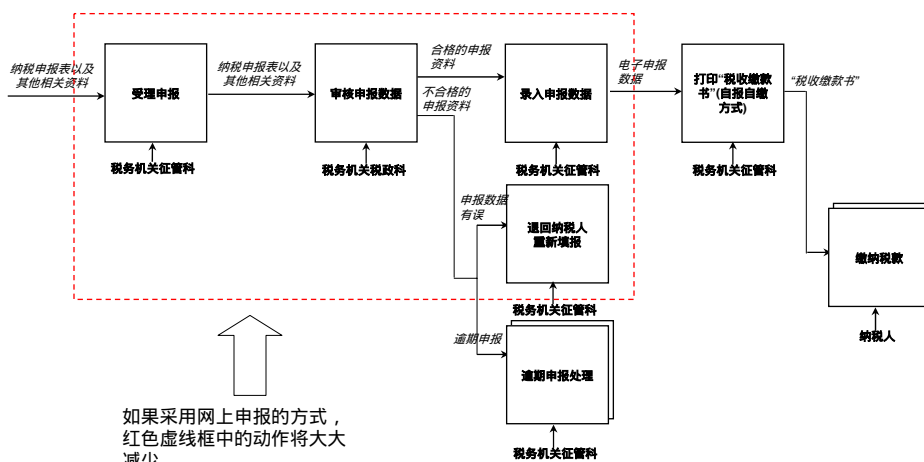 纳税申报表以及
其他相关资料
受理申报
税务机关征管科
纳税申报表以及
其他相关资料
审核申报数据
税务机关税政科
合格的申报
资料
不合格的
申报资料
录入申报数据
税务机关征管科
电子申报
数据
打印“税收缴款
书”(自报自缴
方式)
税务机关征管科
“税收缴款书”
申报数据
有误
退回纳税人
重新填报
税务机关征管科
缴纳税款
纳税人
逾期申报
逾期申报处理
税务机关征管科
如果采用网上申报的方式，
红色虚线框中的动作将大大
减少